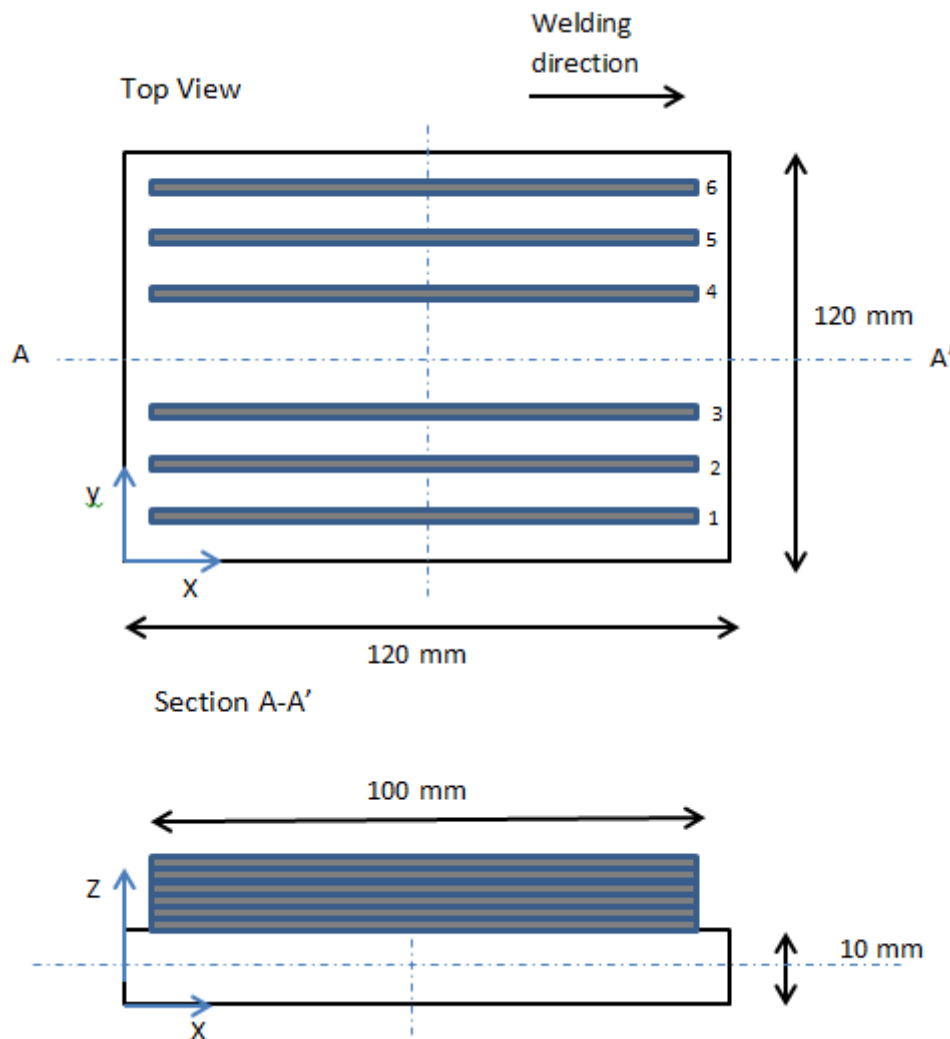 Welding
direction
Top View
6
5
4
120 mm
A
A'
3
2
y
1
X
120 mm
Section A-A'
100 mm
Z
10 mm
X